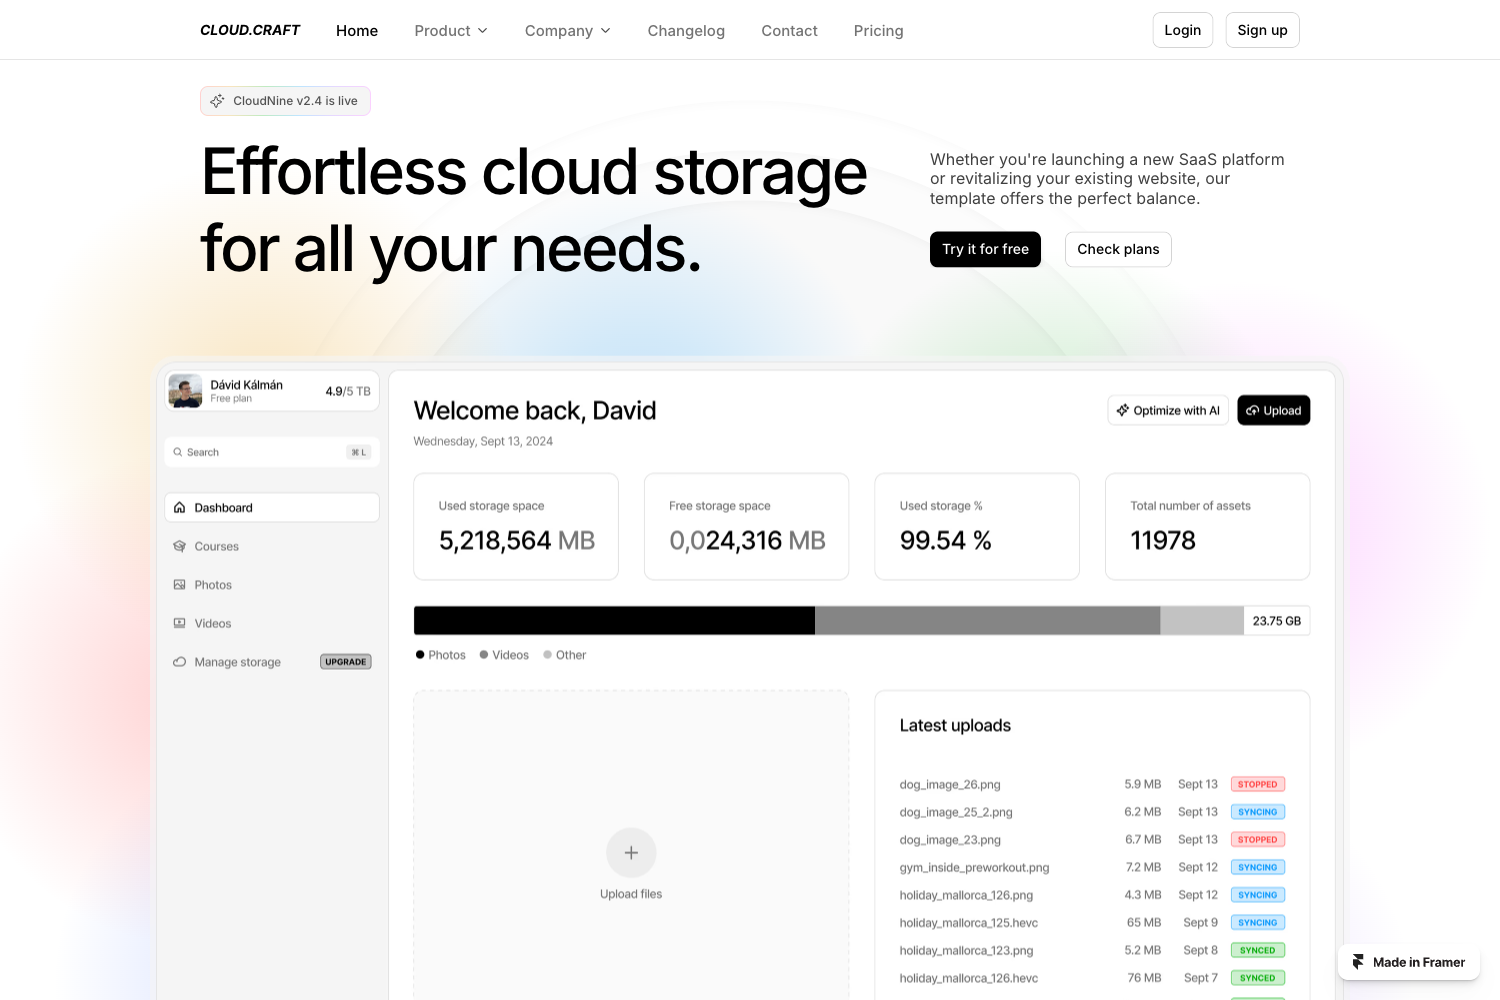 CLOUD.CRAFT
Home
Product
Company
Changelog
Contact
Pricing
Login
Sign up
CloudNine v2.4 is live
Effortless cloud storage
for all your needs.
Whether you're launching a new SaaS platform
or revitalizing your existing website, our
template offers the perfect balance.
Try it for free
Check plans
Dávid Kálmán
Free plan
4.9/5 TB
Search
⌘ L
Dashboard
Courses
Photos
Videos
Manage storage
UPGRADE
Welcome back, David
Wednesday, Sept 13, 2024
Optimize with AI
Upload
Used storage space
5,218,564 MB
Free storage space
0,024,316 MB
Used storage %
99.54 %
Total number of assets
11978
23.75 GB
Photos
Videos
Other
Upload files
Latest uploads
dog_image_26.png 5.9 MB Sept 13 STOPPED
dog_image_25_2.png 6.2 MB Sept 13 SYNCING
dog_image_23.png 6.7 MB Sept 13 STOPPED
gym_inside_preworkout.png 7.2 MB Sept 12 SYNCING
holiday_mallorca_126.png 4.3 MB Sept 12 SYNCING
holiday_mallorca_125.hevc 65 MB Sept 9 SYNCING
holiday_mallorca_123.png 5.2 MB Sept 8 SYNCED
holiday_mallorca_126.hevc 76 MB Sept 7 SYNCED
Made in Framer